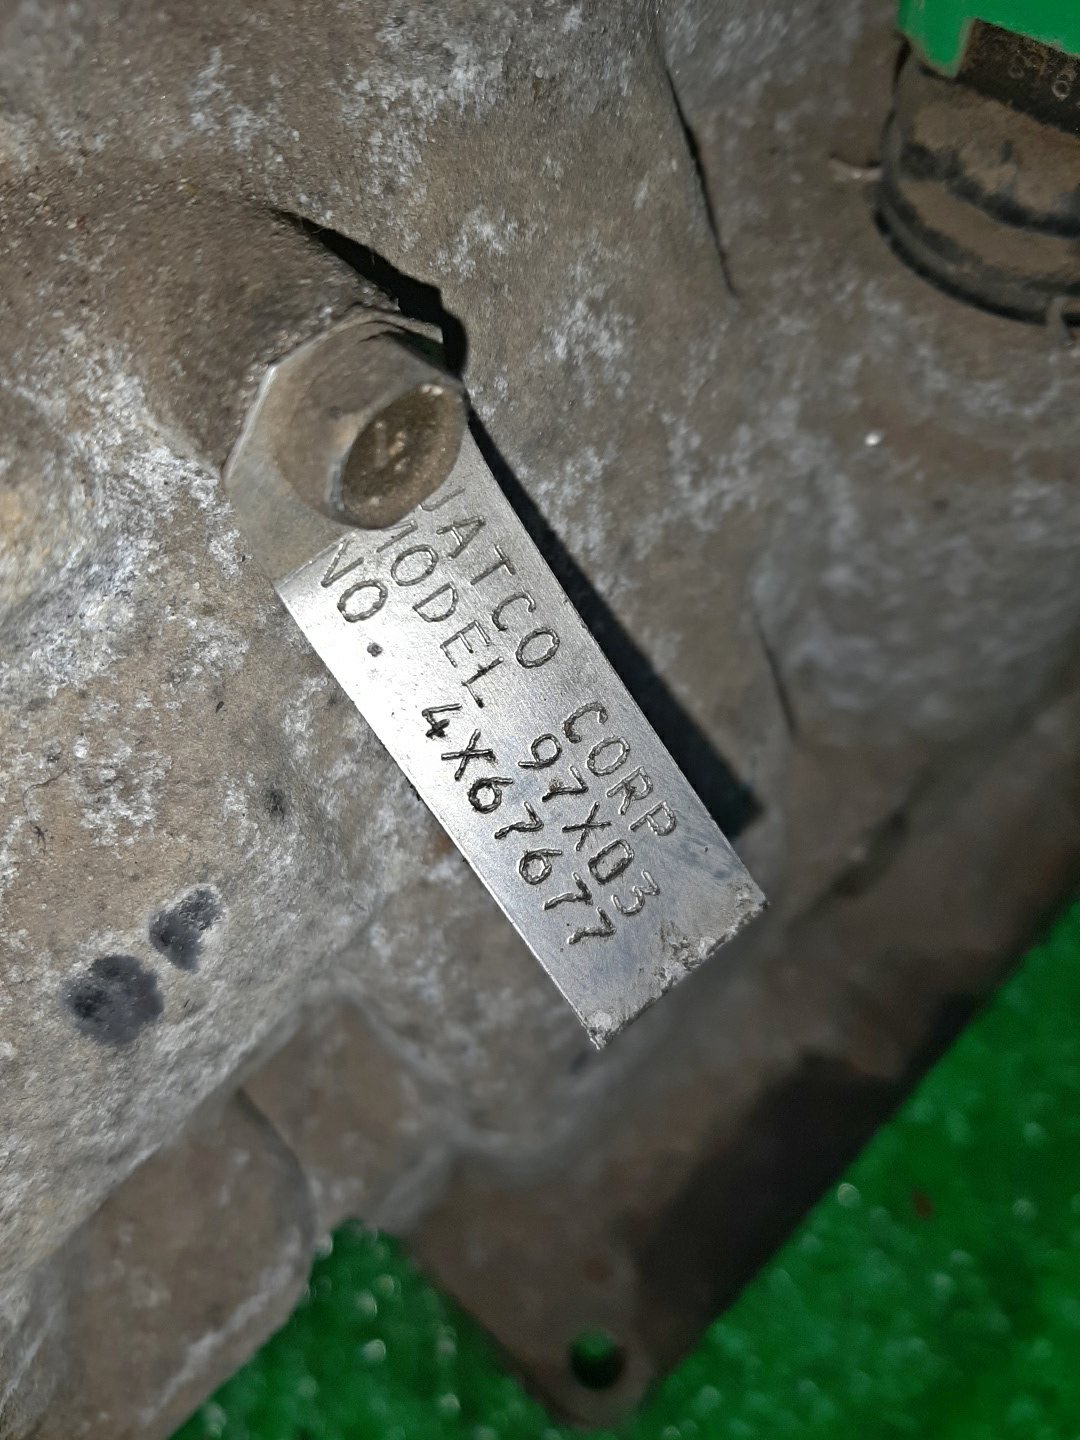 JATCO CORP
MODEL 97X03
NO. 4X67677